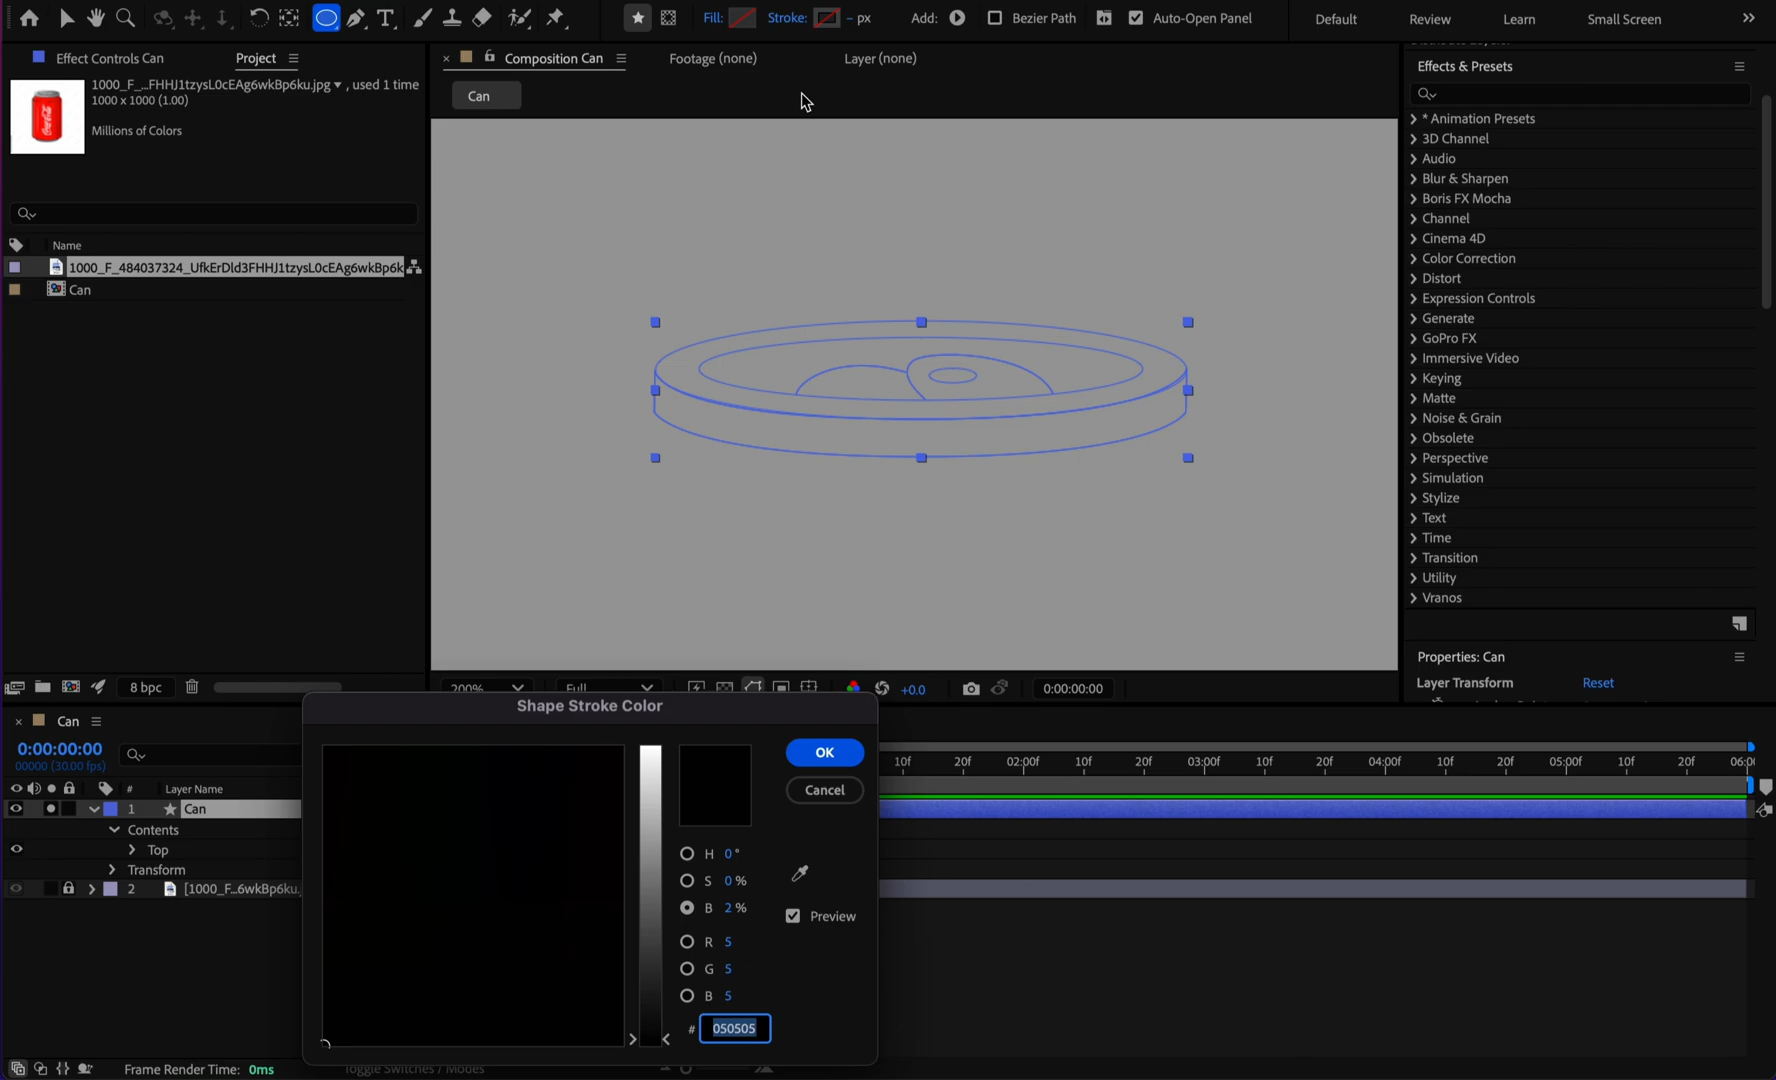 Fill: Stroke: – px Add: Bezier Path Auto-Open Panel Default Review Learn Small Screen
Effect Controls Can Project
1000_F_...FHHJ1tzysL0cEAg6wkBp6ku.jpg ▾ , used 1 time
1000 x 1000 (1.00)
Millions of Colors
Name
1000_F_484037324_UfkErDld3FHHJ1tzysL0cEAg6wkBp6k
Can
8 bpc
Composition Can Footage (none) Layer (none)
Can
200% Full +0.0 0:00:00:00
Effects & Presets
* Animation Presets
3D Channel
Audio
Blur & Sharpen
Boris FX Mocha
Channel
Cinema 4D
Color Correction
Distort
Expression Controls
Generate
GoPro FX
Immersive Video
Keying
Matte
Noise & Grain
Obsolete
Perspective
Simulation
Stylize
Text
Time
Transition
Utility
Vranos
Properties: Can
Layer Transform Reset
Can
0:00:00:00
00000 (30.00 fps)
# Layer Name
1 Can
Contents
Top
Transform
2 [1000_F...6wkBp6ku.
10f 20f 02:00f 10f 20f 03:00f 10f 20f 04:00f 10f 20f 05:00f 10f 20f 06:0
Shape Stroke Color
OK
Cancel
H 0 °
S 0 %
B 2 %
Preview
R 5
G 5
B 5
# 050505
Frame Render Time: 0ms Toggle Switches / Modes